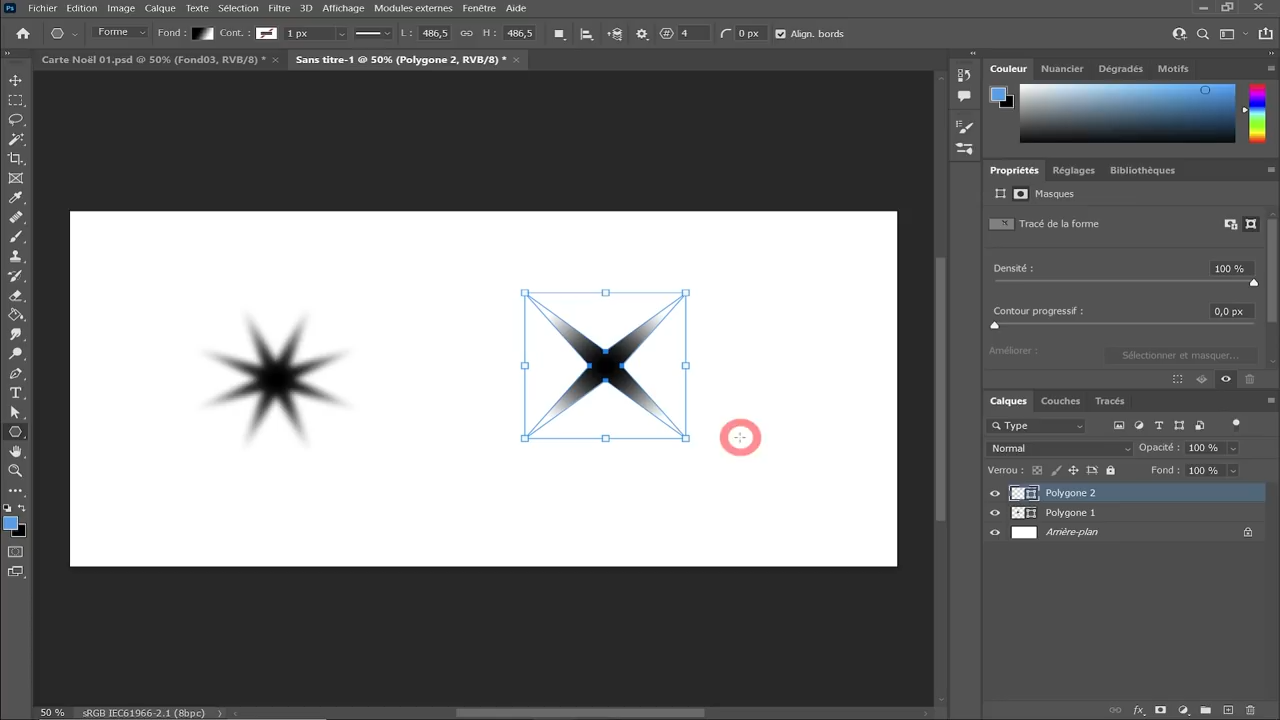 Ps Fichier Edition Image Calque Texte Sélection Filtre 3D Affichage Modules externes Fenêtre Aide
Forme Fond : Cont. : 1 px L : 486,5 H : 486,5 4 0 px Align. bords
Carte Noël 01.psd @ 50% (Fond03, RVB/8) * × Sans titre-1 @ 50% (Polygone 2, RVB/8) * ×
Couleur Nuancier Dégradés Motifs
Propriétés Réglages Bibliothèques
Masques
Tracé de la forme
Densité : 100 %
Contour progressif : 0,0 px
Améliorer : Sélectionner et masquer...
Calques Couches Tracés
Type
Normal Opacité : 100 %
Verrou : Fond : 100 %
Polygone 2
Polygone 1
Arrière-plan
50 % sRGB IEC61966-2.1 (8bpc)